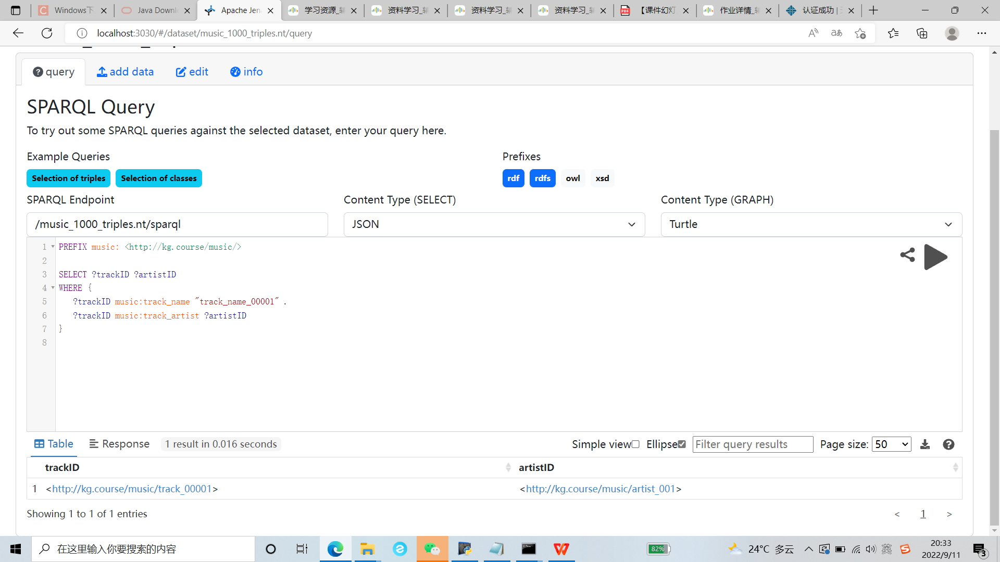 Windows下
Java Downl
Apache Jen
学习资源_辅
资料学习_辅
资料学习_辅
资料学习_辅
【课件幻灯
作业详情_辅
认证成功 |
localhost:3030/#/dataset/music_1000_triples.nt/query
query
add data
edit
info
SPARQL Query
To try out some SPARQL queries against the selected dataset, enter your query here.
Example Queries
Prefixes
Selection of triples
Selection of classes
rdf
rdfs
owl
xsd
SPARQL Endpoint
Content Type (SELECT)
Content Type (GRAPH)
/music_1000_triples.nt/sparql
JSON
Turtle
1 PREFIX music: <http://kg.course/music/>
2
3 SELECT ?trackID ?artistID
4 WHERE {
5 ?trackID music:track_name "track_name_00001" .
6 ?trackID music:track_artist ?artistID
7 }
8
Table
Response
1 result in 0.016 seconds
Simple view
Ellipse
Filter query results
Page size: 50
trackID
artistID
1 <http://kg.course/music/track_00001>
<http://kg.course/music/artist_001>
Showing 1 to 1 of 1 entries
< 1 >
在这里输入你要搜索的内容
82%
24°C 多云
英
20:33
2022/9/11
3